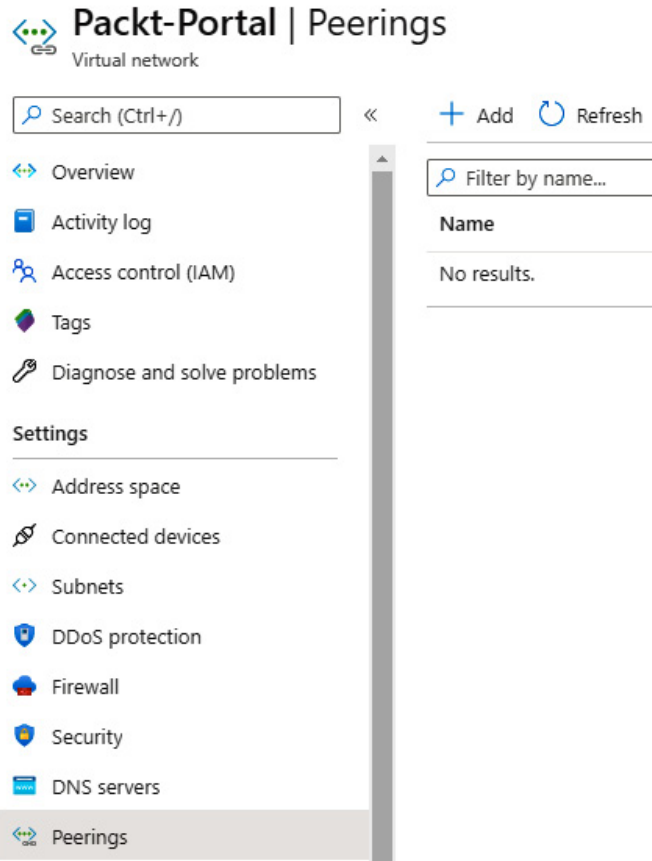 Packt-Portal | Peerings
Virtual network
Search (Ctrl+/)
«
Overview
Activity log
Access control (IAM)
Tags
Diagnose and solve problems
Settings
Address space
Connected devices
Subnets
DDoS protection
Firewall
Security
DNS servers
Peerings
+ Add Refresh
Filter by name...
Name
No results.